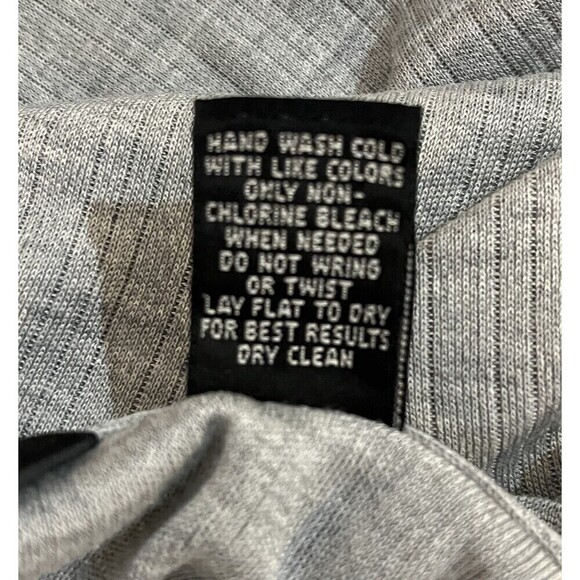 HAND WASH COLD
WITH LIKE COLORS
ONLY NON-
CHLORINE BLEACH
WHEN NEEDED
DO NOT WRING
OR TWIST
LAY FLAT TO DRY
FOR BEST RESULTS
DRY CLEAN